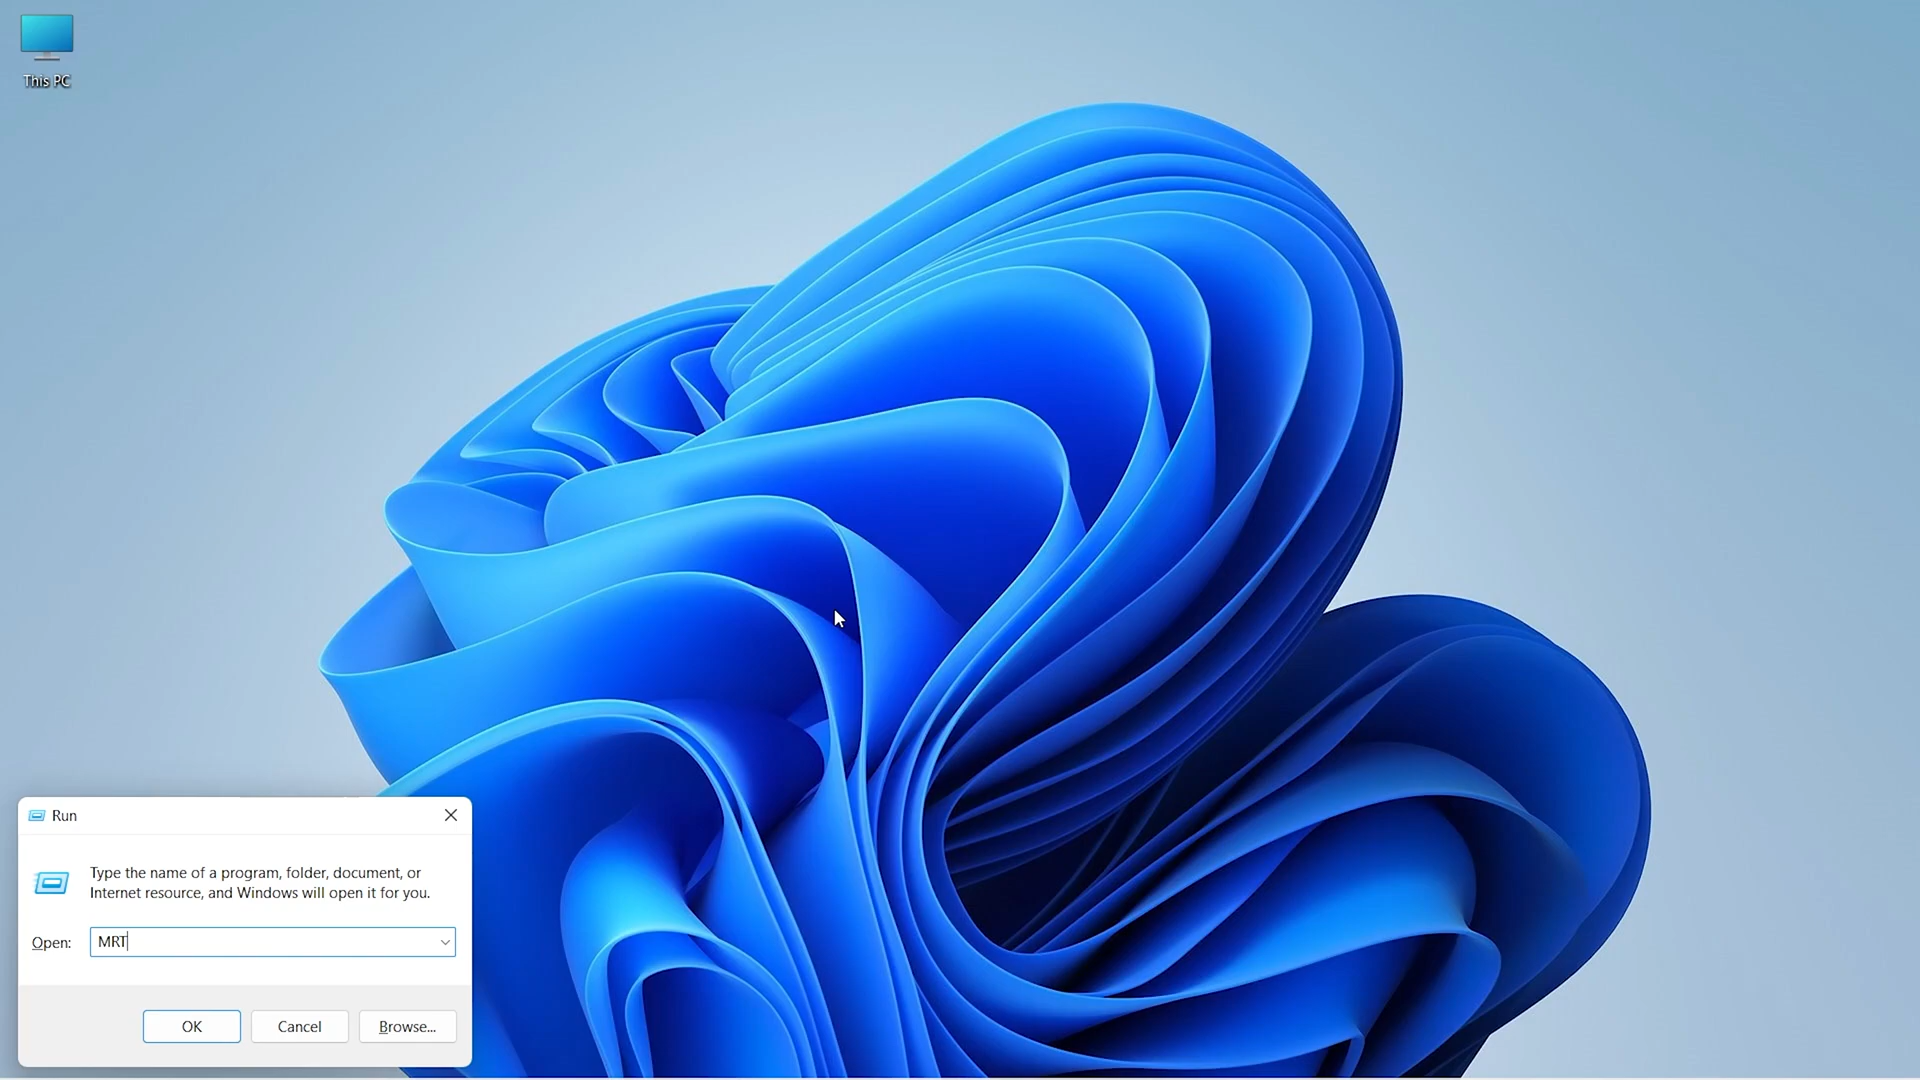 This PC
Run
Type the name of a program, folder, document, or
Internet resource, and Windows will open it for you.
Open:
MRT
OK
Cancel
Browse...